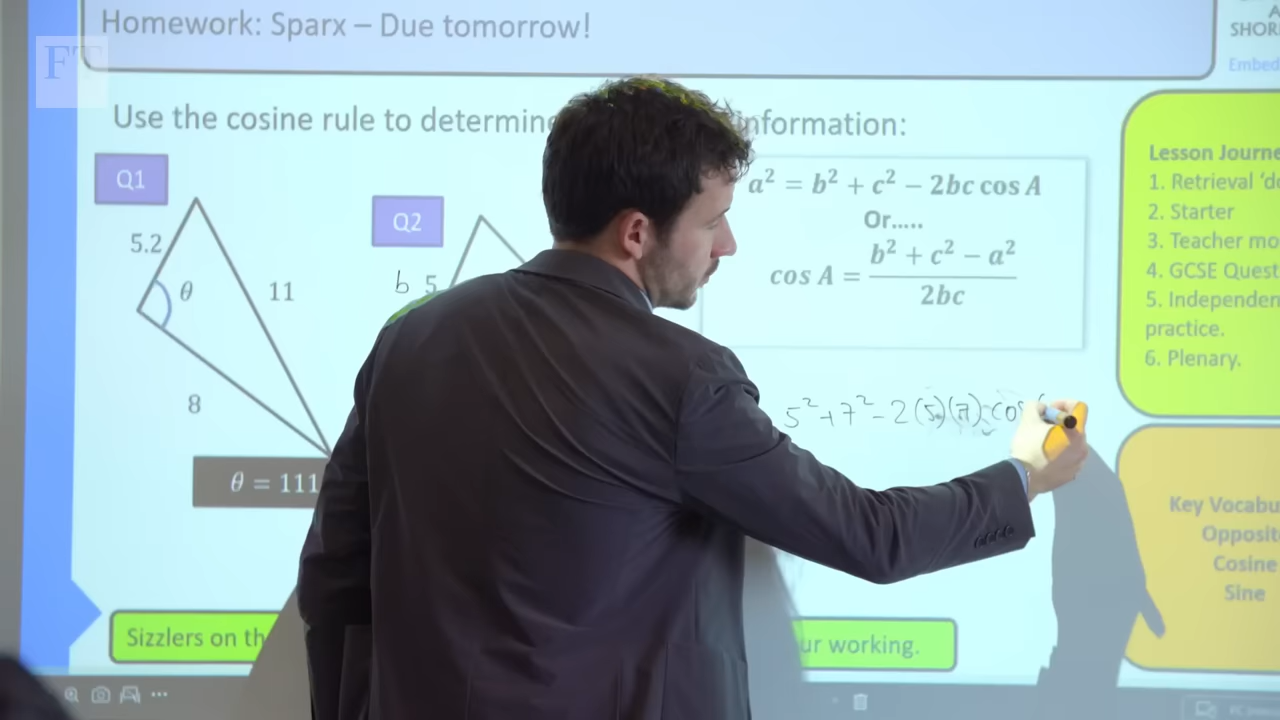 Homework: Sparx – Due tomorrow!
FT
SHOR
Embed
Use the cosine rule to determine information:
Q1
5.2
θ
11
8
θ = 111
Q2
b 5
a² = b² + c² − 2bc cos A
Or.....
cos A = (b² + c² − a²) / 2bc
5² + 7² − 2(5)(7) cos
Lesson Journe
1. Retrieval 'd
2. Starter
3. Teacher mo
4. GCSE Quest
5. Independen
practice.
6. Plenary.
Key Vocabu
Opposit
Cosine
Sine
Sizzlers on th
ur working.